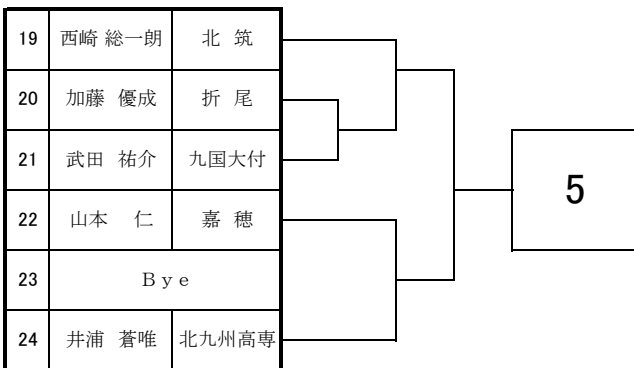 19 西崎 総一朗 北 筑
20 加藤 優成 折 尾
21 武田 祐介 九国大付
22 山本 仁 嘉 穂
23 Ｂｙｅ
24 井浦 蒼唯 北九州高専
5